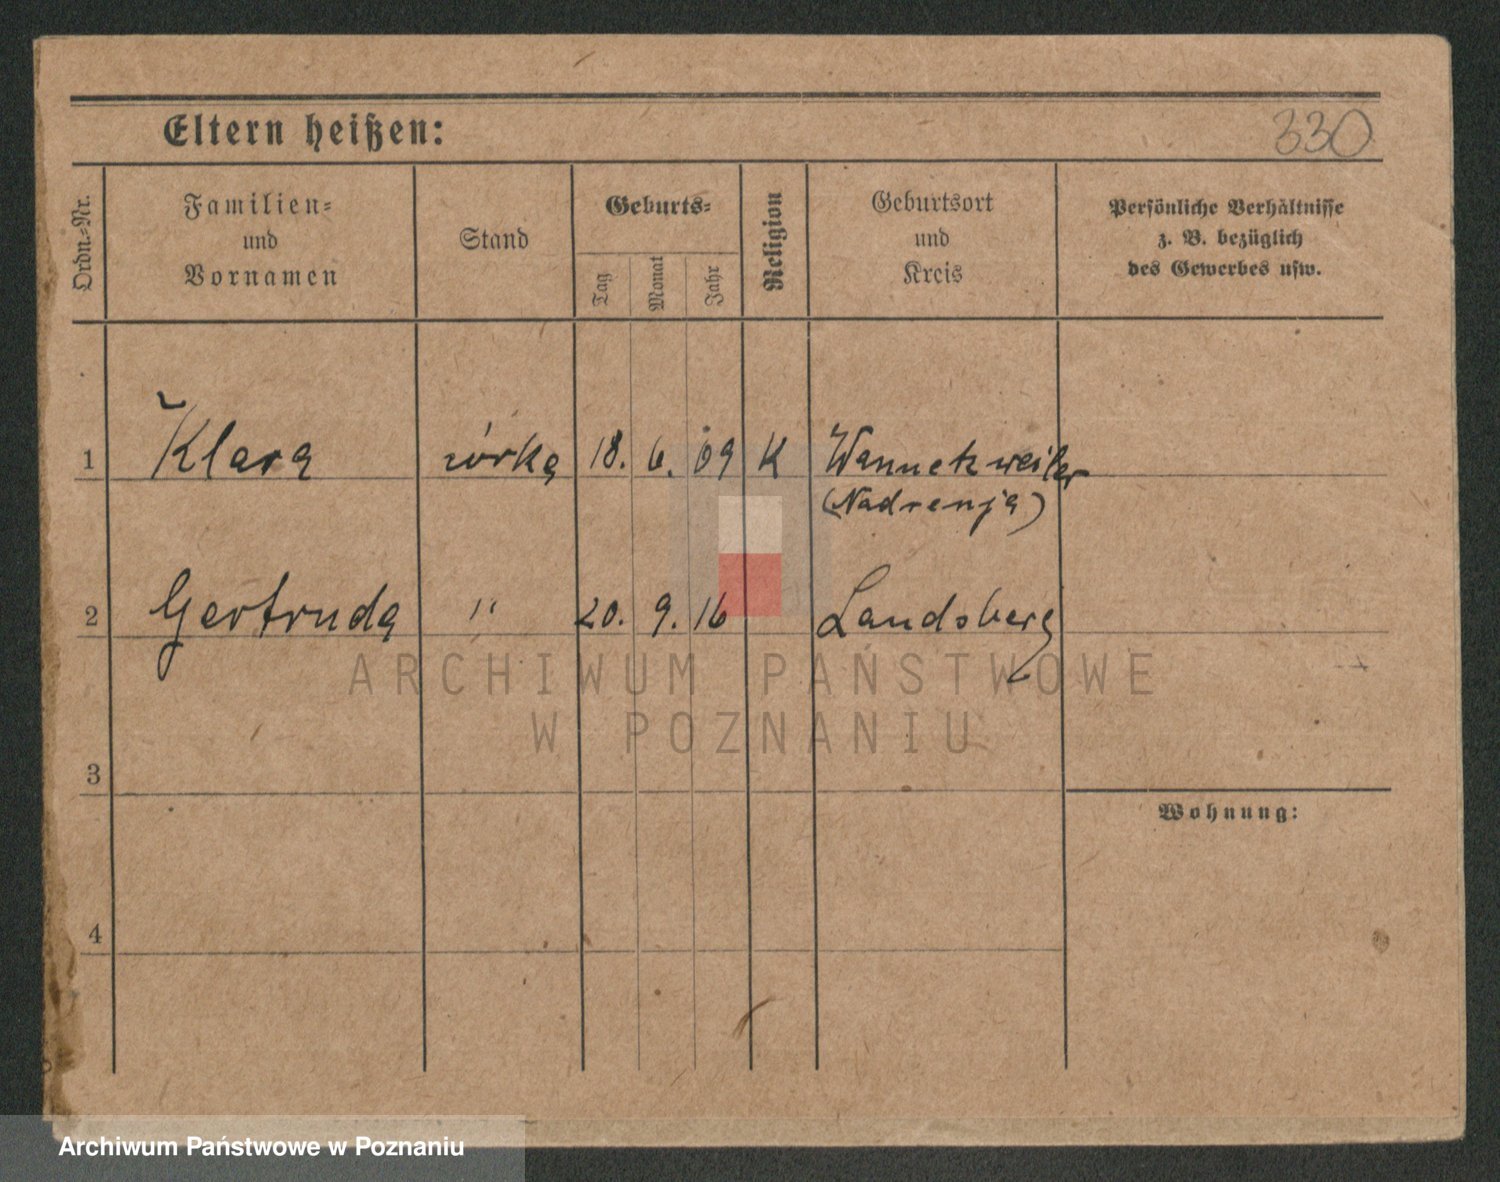 Eltern heißen:
330
Ordn.-Nr.
Familien-
und
Vornamen
Stand
Geburts-
Tag
Monat
Jahr
Religion
Geburtsort
und
Kreis
Persönliche Verhältnisse
z. B. bezüglich
des Gewerbes usw.
1 Klara córka 18. 6. 09 K Wannekweiler
(Nadrenja)
2 Gertruda " 20. 9. 16 Landsberg
ARCHIWUM PAŃSTWOWE
W POZNANIU
3
Wohnung:
4
Archiwum Państwowe w Poznaniu